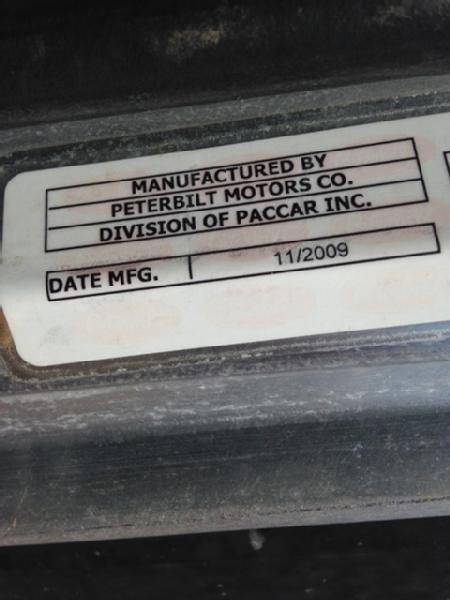 MANUFACTURED BY
PETERBILT MOTORS CO.
DIVISION OF PACCAR INC.
DATE MFG. 11/2009